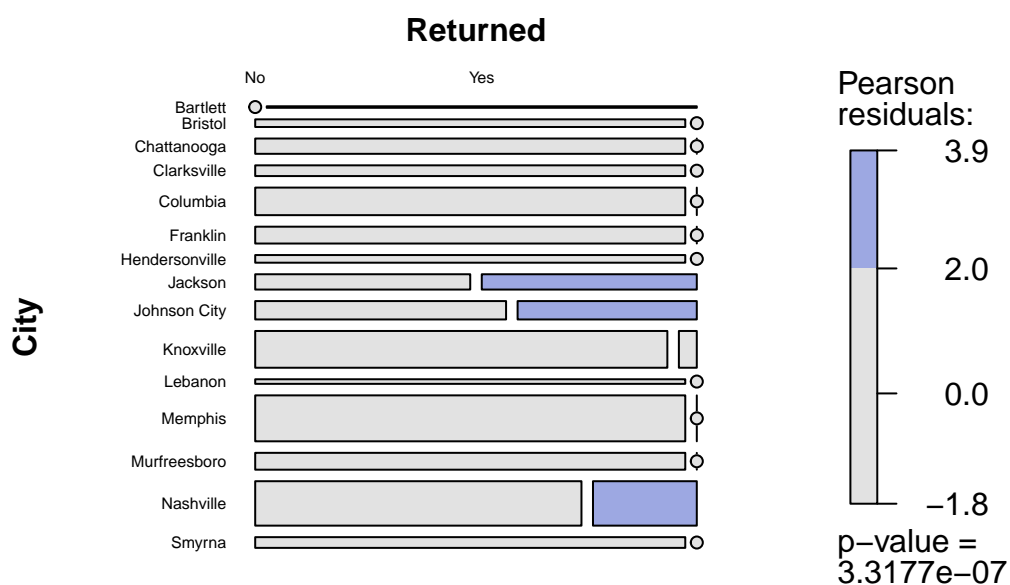 Returned
No Yes
Pearson
residuals:
Bartlett
Bristol
Chattanooga
Clarksville
Columbia
Franklin
Hendersonville
Jackson
Johnson City
Knoxville
Lebanon
Memphis
Murfreesboro
Nashville
Smyrna
City
3.9
2.0
0.0
−1.8
p−value =
3.3177e−07